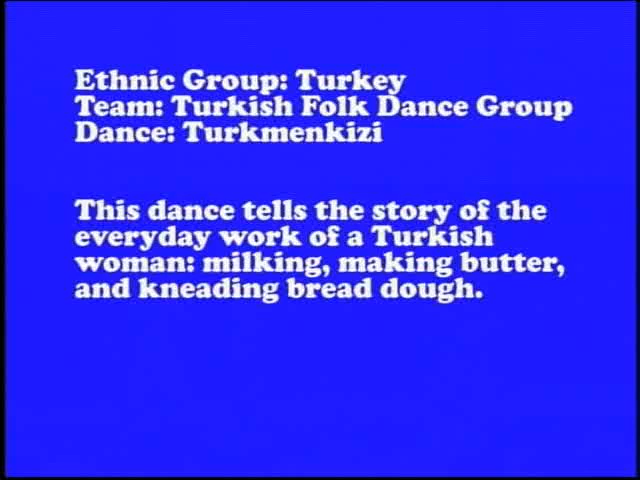 Ethnic Group: Turkey
Team: Turkish Folk Dance Group
Dance: Turkmenkizi
This dance tells the story of the
everyday work of a Turkish
woman: milking, making butter,
and kneading bread dough.